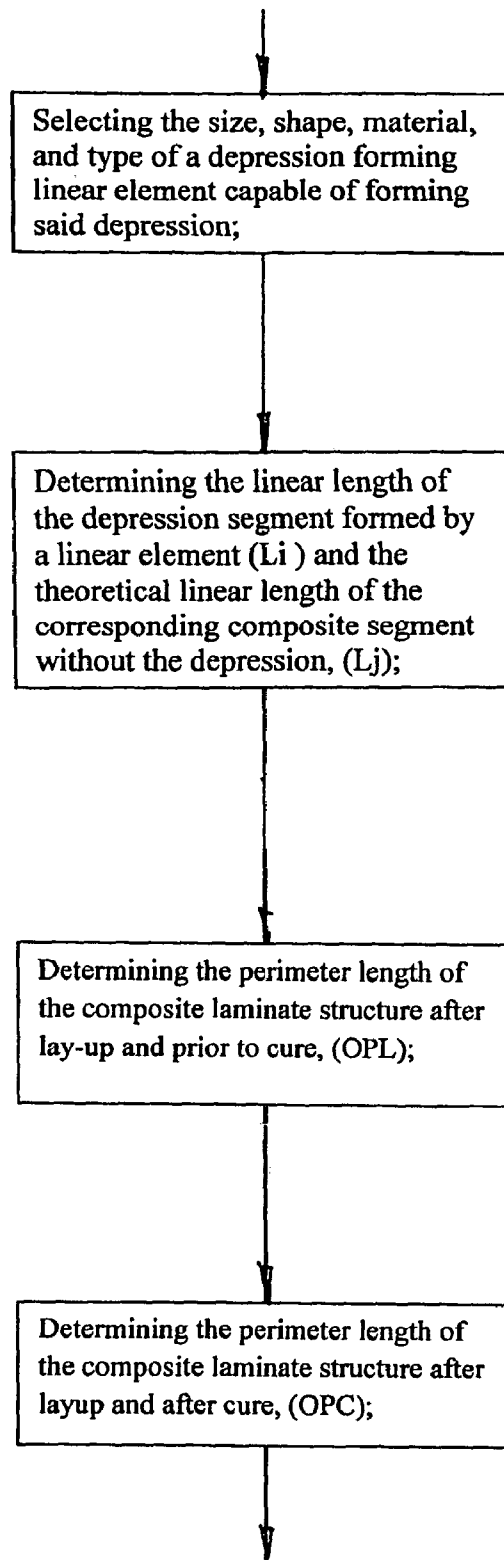 Selecting the size, shape, material,
and type of a depression forming
linear element capable of forming
said depression;
Determining the linear length of
the depression segment formed by
a linear element (Li ) and the
theoretical linear length of the
corresponding composite segment
without the depression, (Lj);
Determining the perimeter length of
the composite laminate structure after
lay-up and prior to cure, (OPL);
Determining the perimeter length of
the composite laminate structure after
layup and after cure, (OPC);